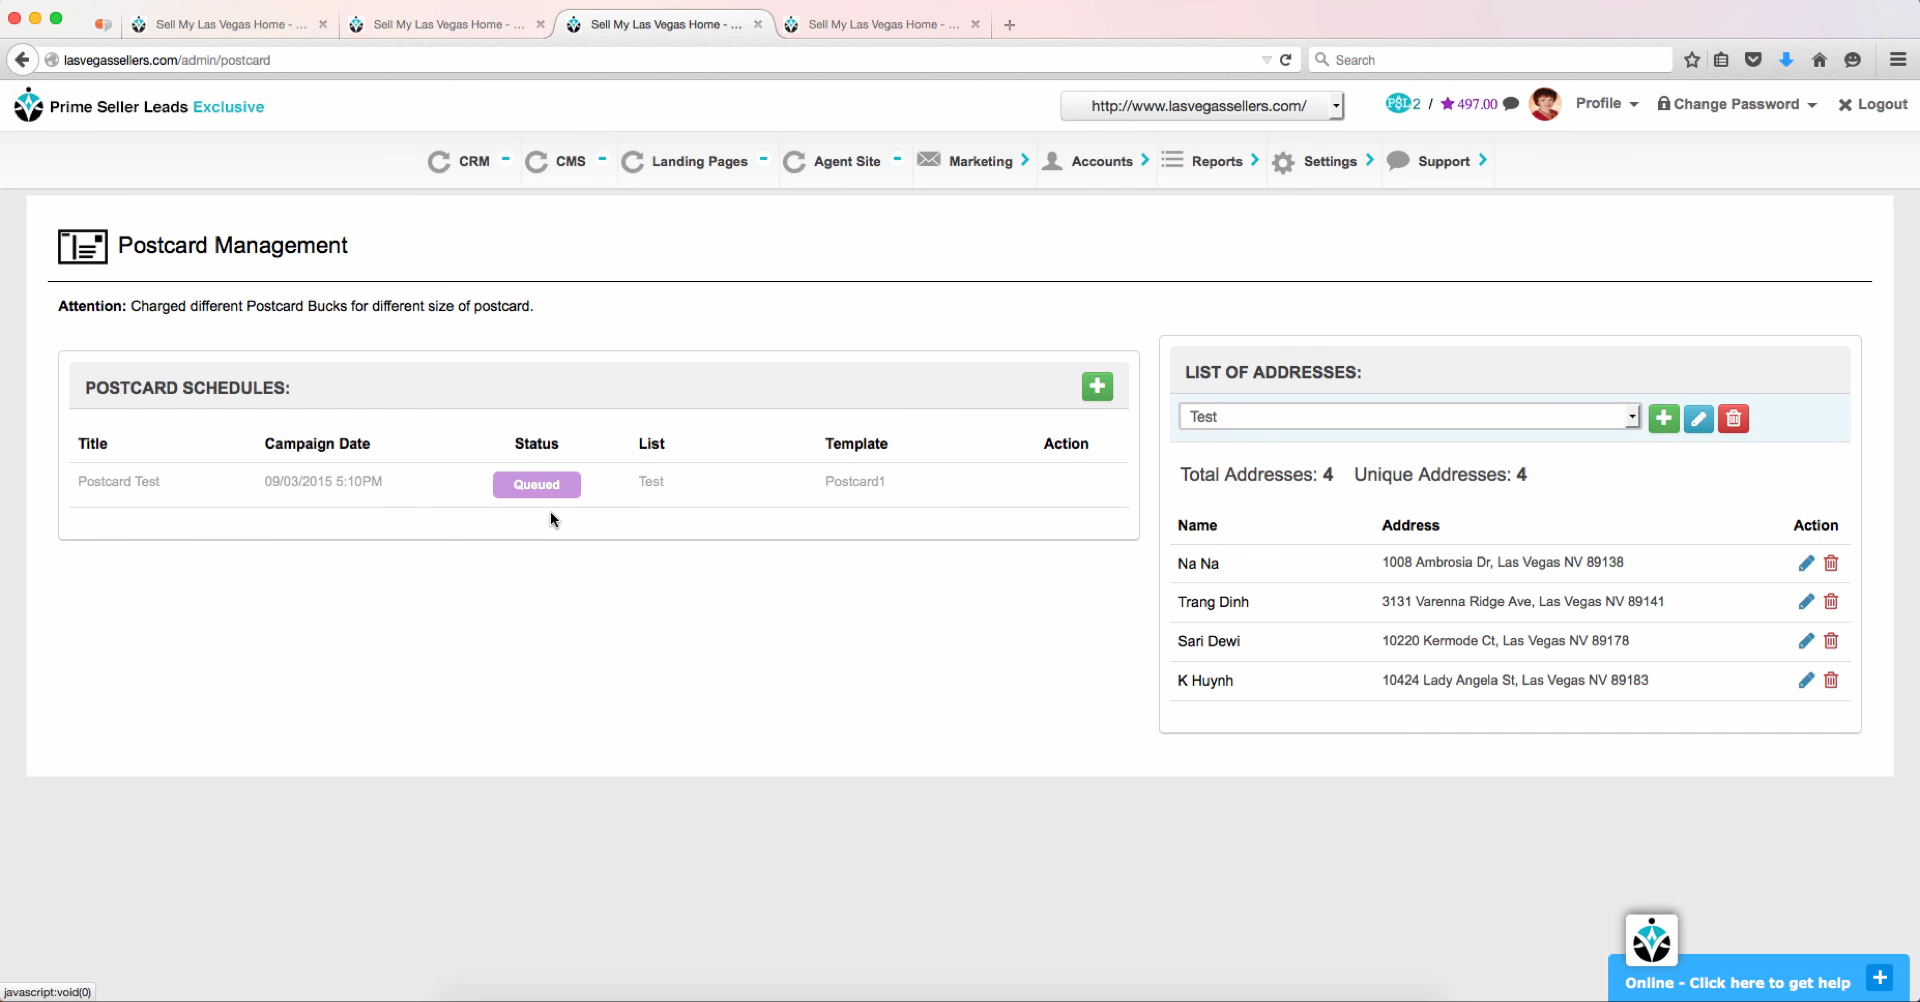 Sell My Las Vegas Home - ...
Sell My Las Vegas Home - ...
Sell My Las Vegas Home - ...
Sell My Las Vegas Home - ...
lasvegassellers.com/admin/postcard
Search
Prime Seller Leads Exclusive
http://www.lasvegassellers.com/
P$L 2 / 497.00
Profile
Change Password
Logout
CRM
CMS
Landing Pages
Agent Site
Marketing
Accounts
Reports
Settings
Support
Postcard Management
Attention: Charged different Postcard Bucks for different size of postcard.
POSTCARD SCHEDULES:
Title Campaign Date Status List Template Action
Postcard Test 09/03/2015 5:10PM Queued Test Postcard1
LIST OF ADDRESSES:
Test
Total Addresses: 4 Unique Addresses: 4
Name Address Action
Na Na 1008 Ambrosia Dr, Las Vegas NV 89138
Trang Dinh 3131 Varenna Ridge Ave, Las Vegas NV 89141
Sari Dewi 10220 Kermode Ct, Las Vegas NV 89178
K Huynh 10424 Lady Angela St, Las Vegas NV 89183
Online - Click here to get help
javascript:void(0)